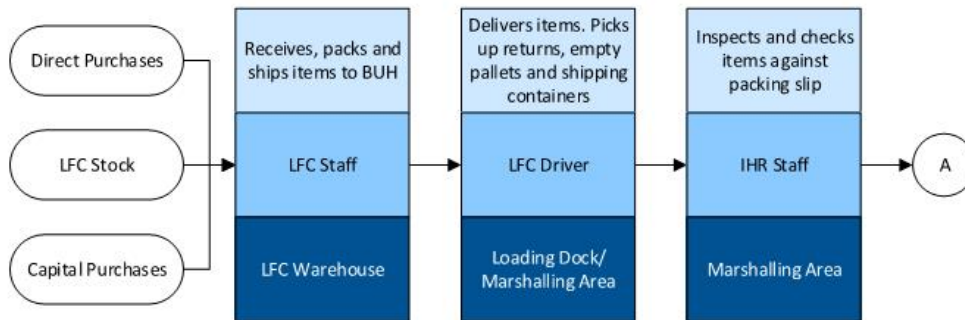 Direct Purchases
LFC Stock
Capital Purchases
Receives, packs and
ships items to BUH
LFC Staff
LFC Warehouse
Delivers items. Picks
up returns, empty
pallets and shipping
containers
LFC Driver
Loading Dock/
Marshalling Area
Inspects and checks
items against
packing slip
IHR Staff
Marshalling Area
A